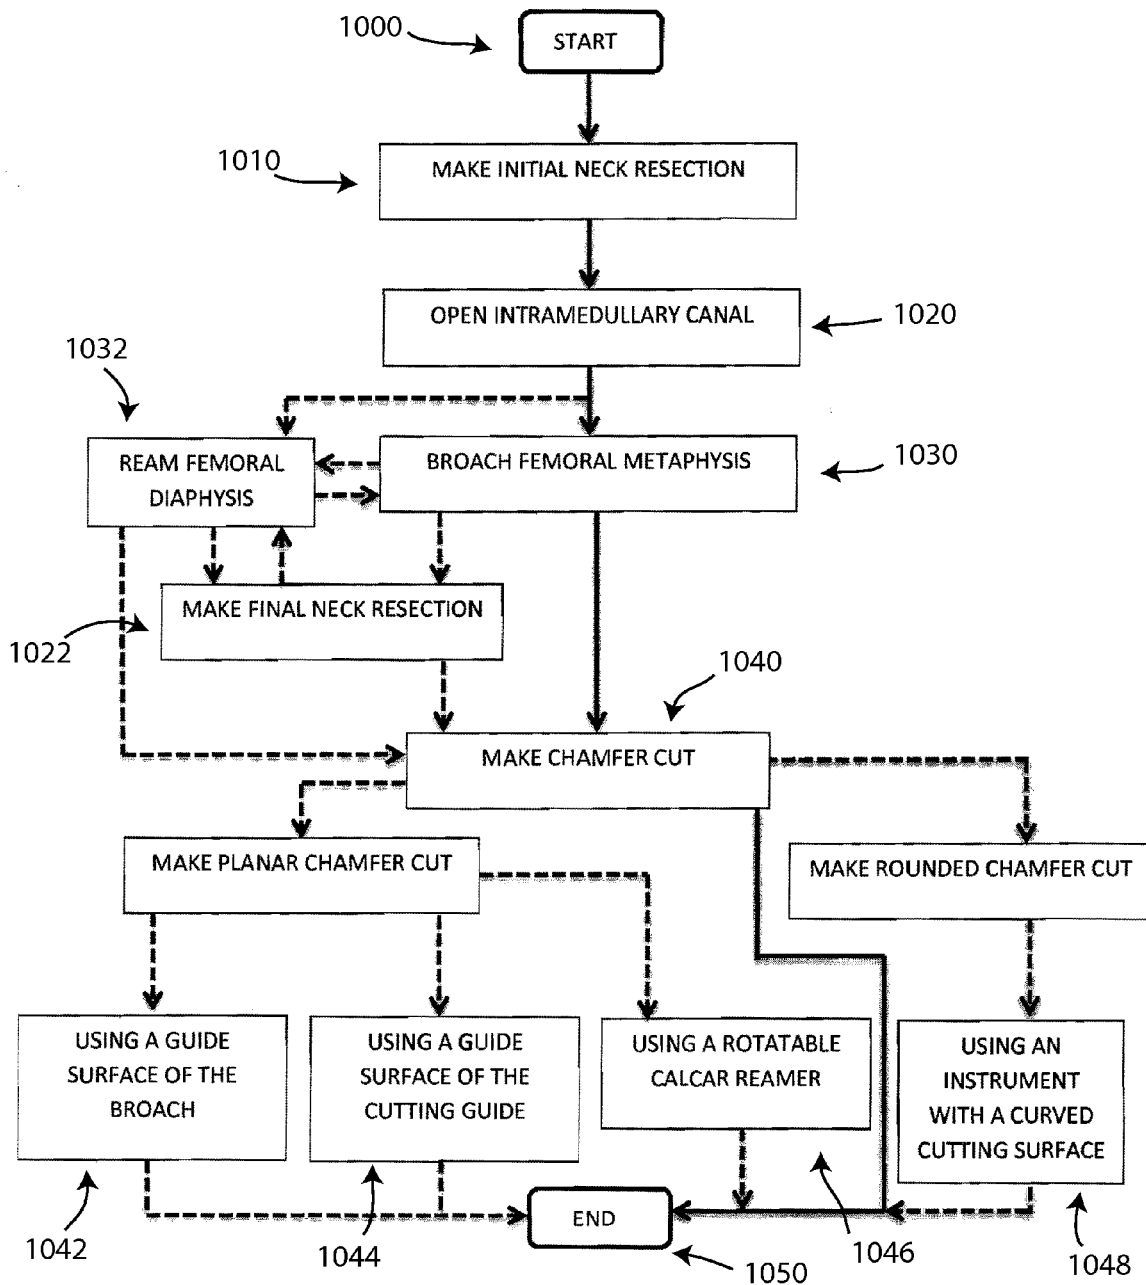 1000
START
1010
MAKE INITIAL NECK RESECTION
OPEN INTRAMEDULLARY CANAL
1020
1032
REAM FEMORAL
DIAPHYSIS
BROACH FEMORAL METAPHYSIS
1030
MAKE FINAL NECK RESECTION
1022
1040
MAKE CHAMFER CUT
MAKE PLANAR CHAMFER CUT
MAKE ROUNDED CHAMFER CUT
USING A GUIDE
SURFACE OF THE
BROACH
USING A GUIDE
SURFACE OF THE
CUTTING GUIDE
USING A ROTATABLE
CALCAR REAMER
USING AN
INSTRUMENT
WITH A CURVED
CUTTING SURFACE
END
1042
1044
1050
1046
1048